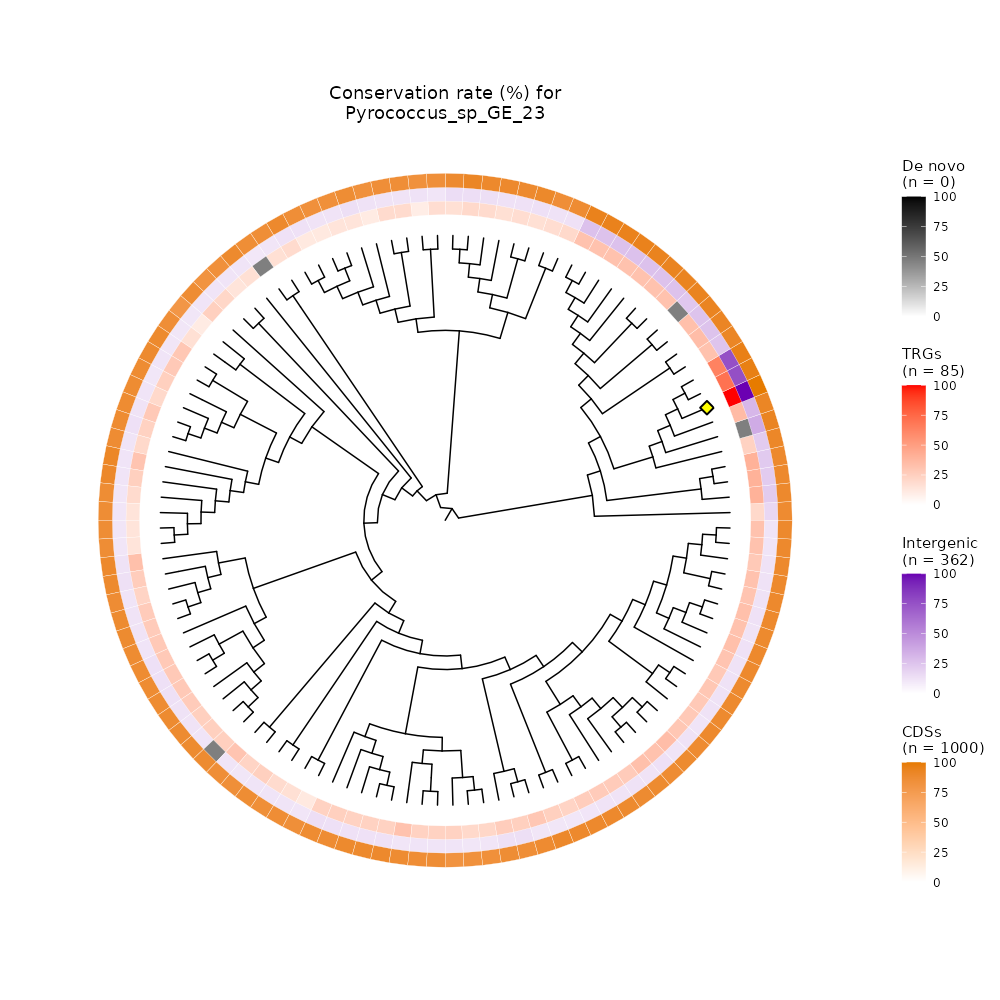 Conservation rate (%) for
Pyrococcus_sp_GE_23
De novo
(n = 0)
100
75
50
25
0
TRGs
(n = 85)
100
75
50
25
0
Intergenic
(n = 362)
100
75
50
25
0
CDSs
(n = 1000)
100
75
50
25
0